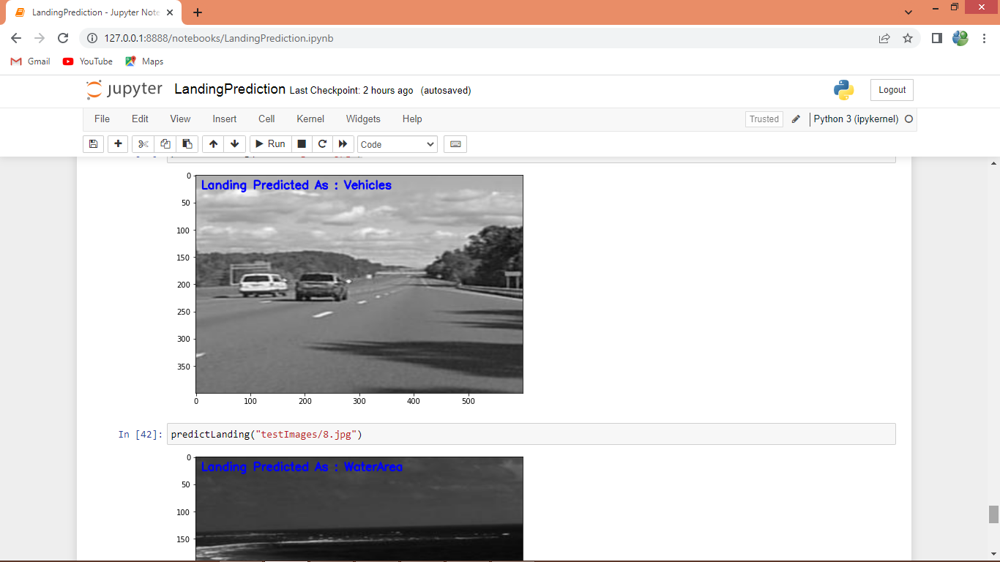 LandingPrediction - Jupyter Note
127.0.0.1:8888/notebooks/LandingPrediction.ipynb
Gmail YouTube Maps
jupyter LandingPrediction Last Checkpoint: 2 hours ago (autosaved) Logout
File Edit View Insert Cell Kernel Widgets Help Trusted Python 3 (ipykernel)
Run Code
Landing Predicted As : Vehicles
0
50
100
150
200
250
300
350
0 100 200 300 400 500
In [42]: predictLanding("testImages/8.jpg")
Landing Predicted As : WaterArea
0
50
100
150